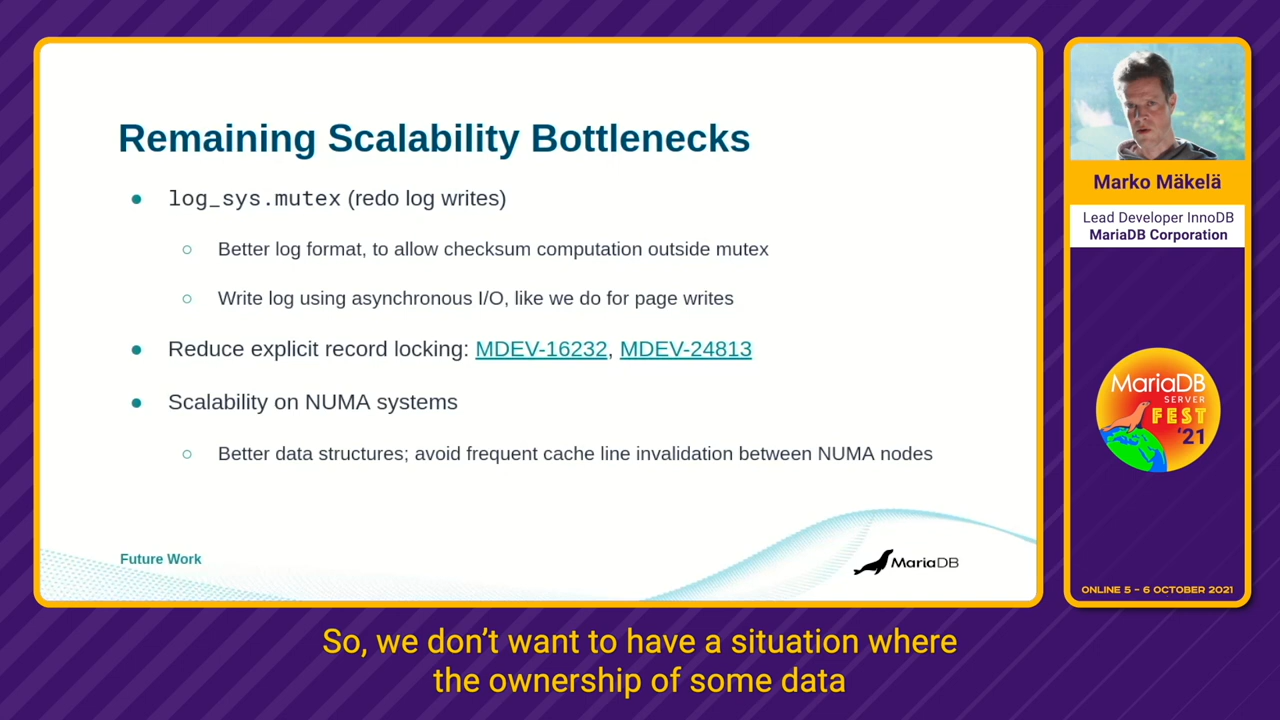 Remaining Scalability Bottlenecks
● log_sys.mutex (redo log writes)
○ Better log format, to allow checksum computation outside mutex
○ Write log using asynchronous I/O, like we do for page writes
● Reduce explicit record locking: MDEV-16232, MDEV-24813
● Scalability on NUMA systems
○ Better data structures; avoid frequent cache line invalidation between NUMA nodes
Future Work
MariaDB
Marko Mäkelä
Lead Developer InnoDB
MariaDB Corporation
MariaDB
SERVER
FEST
'21
ONLINE 5 – 6 OCTOBER 2021
So, we don’t want to have a situation where
the ownership of some data